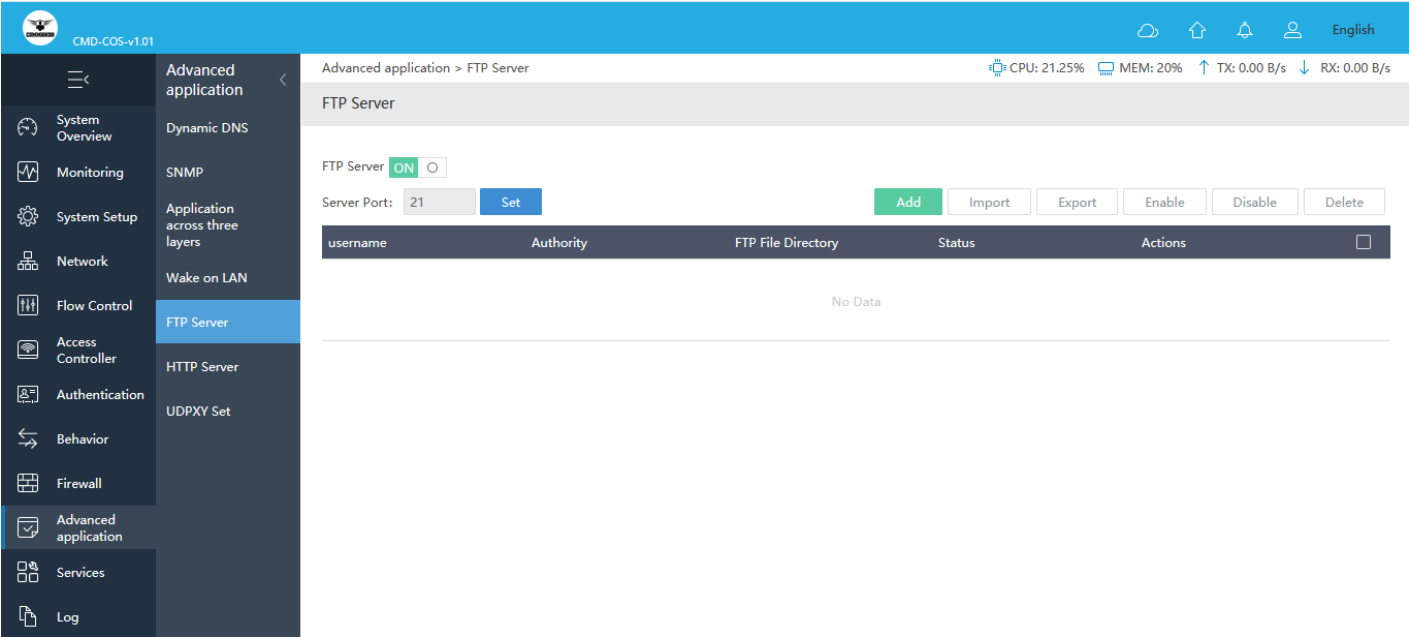 COMMANDO
CMD-COS-v1.01
English
Advanced application
Advanced application > FTP Server
CPU: 21.25% MEM: 20% TX: 0.00 B/s RX: 0.00 B/s
FTP Server
System Overview
Monitoring
System Setup
Network
Flow Control
Access Controller
Authentication
Behavior
Firewall
Advanced application
Services
Log
Dynamic DNS
SNMP
Application across three layers
Wake on LAN
FTP Server
HTTP Server
UDPXY Set
FTP Server ON
Server Port: 21 Set Add Import Export Enable Disable Delete
username Authority FTP File Directory Status Actions
No Data